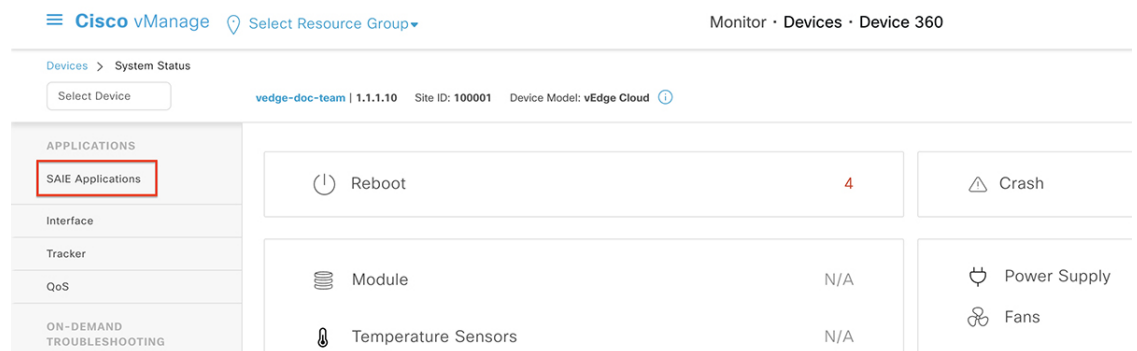 Cisco vManage Select Resource Group▾ Monitor · Devices · Device 360
Devices > System Status
Select Device vedge-doc-team | 1.1.1.10 Site ID: 100001 Device Model: vEdge Cloud
APPLICATIONS
SAIE Applications
Interface
Tracker
QoS
ON-DEMAND
TROUBLESHOOTING
Reboot 4
Crash
Module N/A
Temperature Sensors N/A
Power Supply
Fans